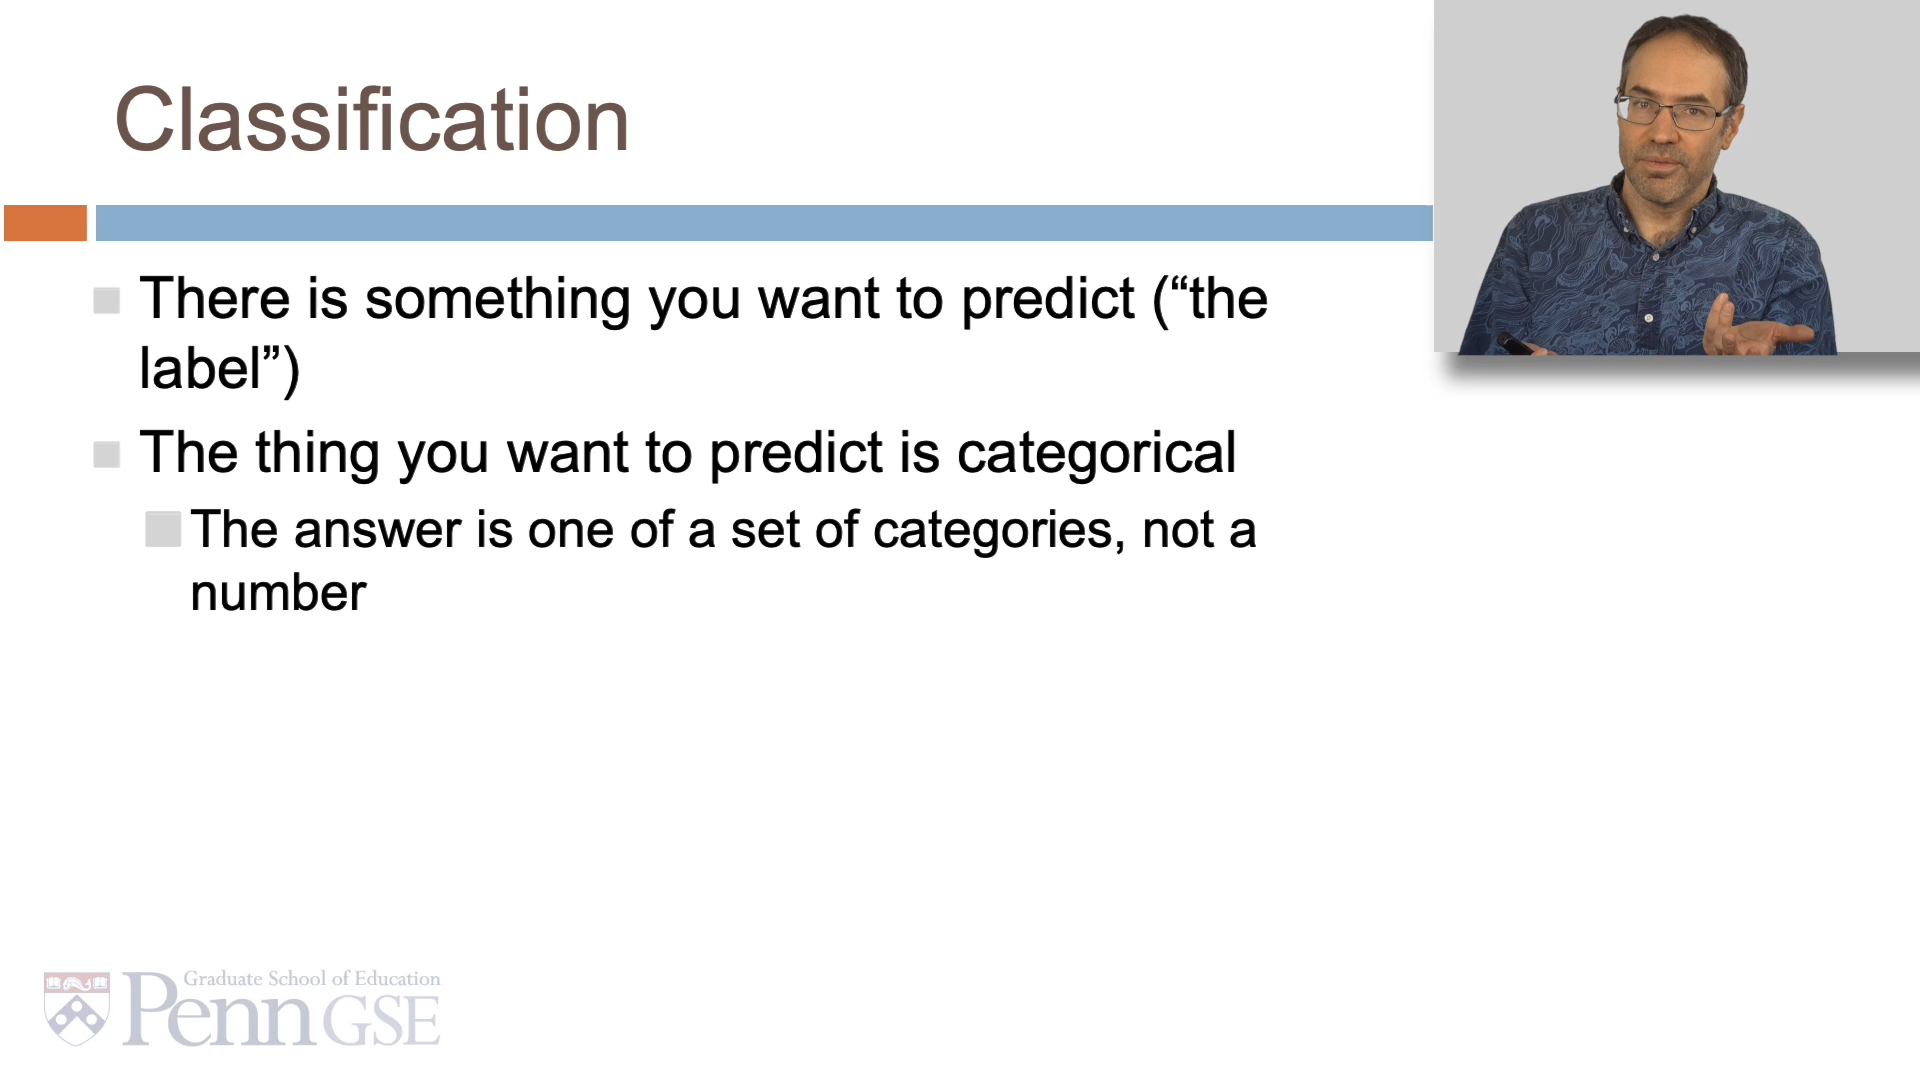 Classification
There is something you want to predict (“the
label”)
The thing you want to predict is categorical
The answer is one of a set of categories, not a
number
Graduate School of Education
Penn GSE